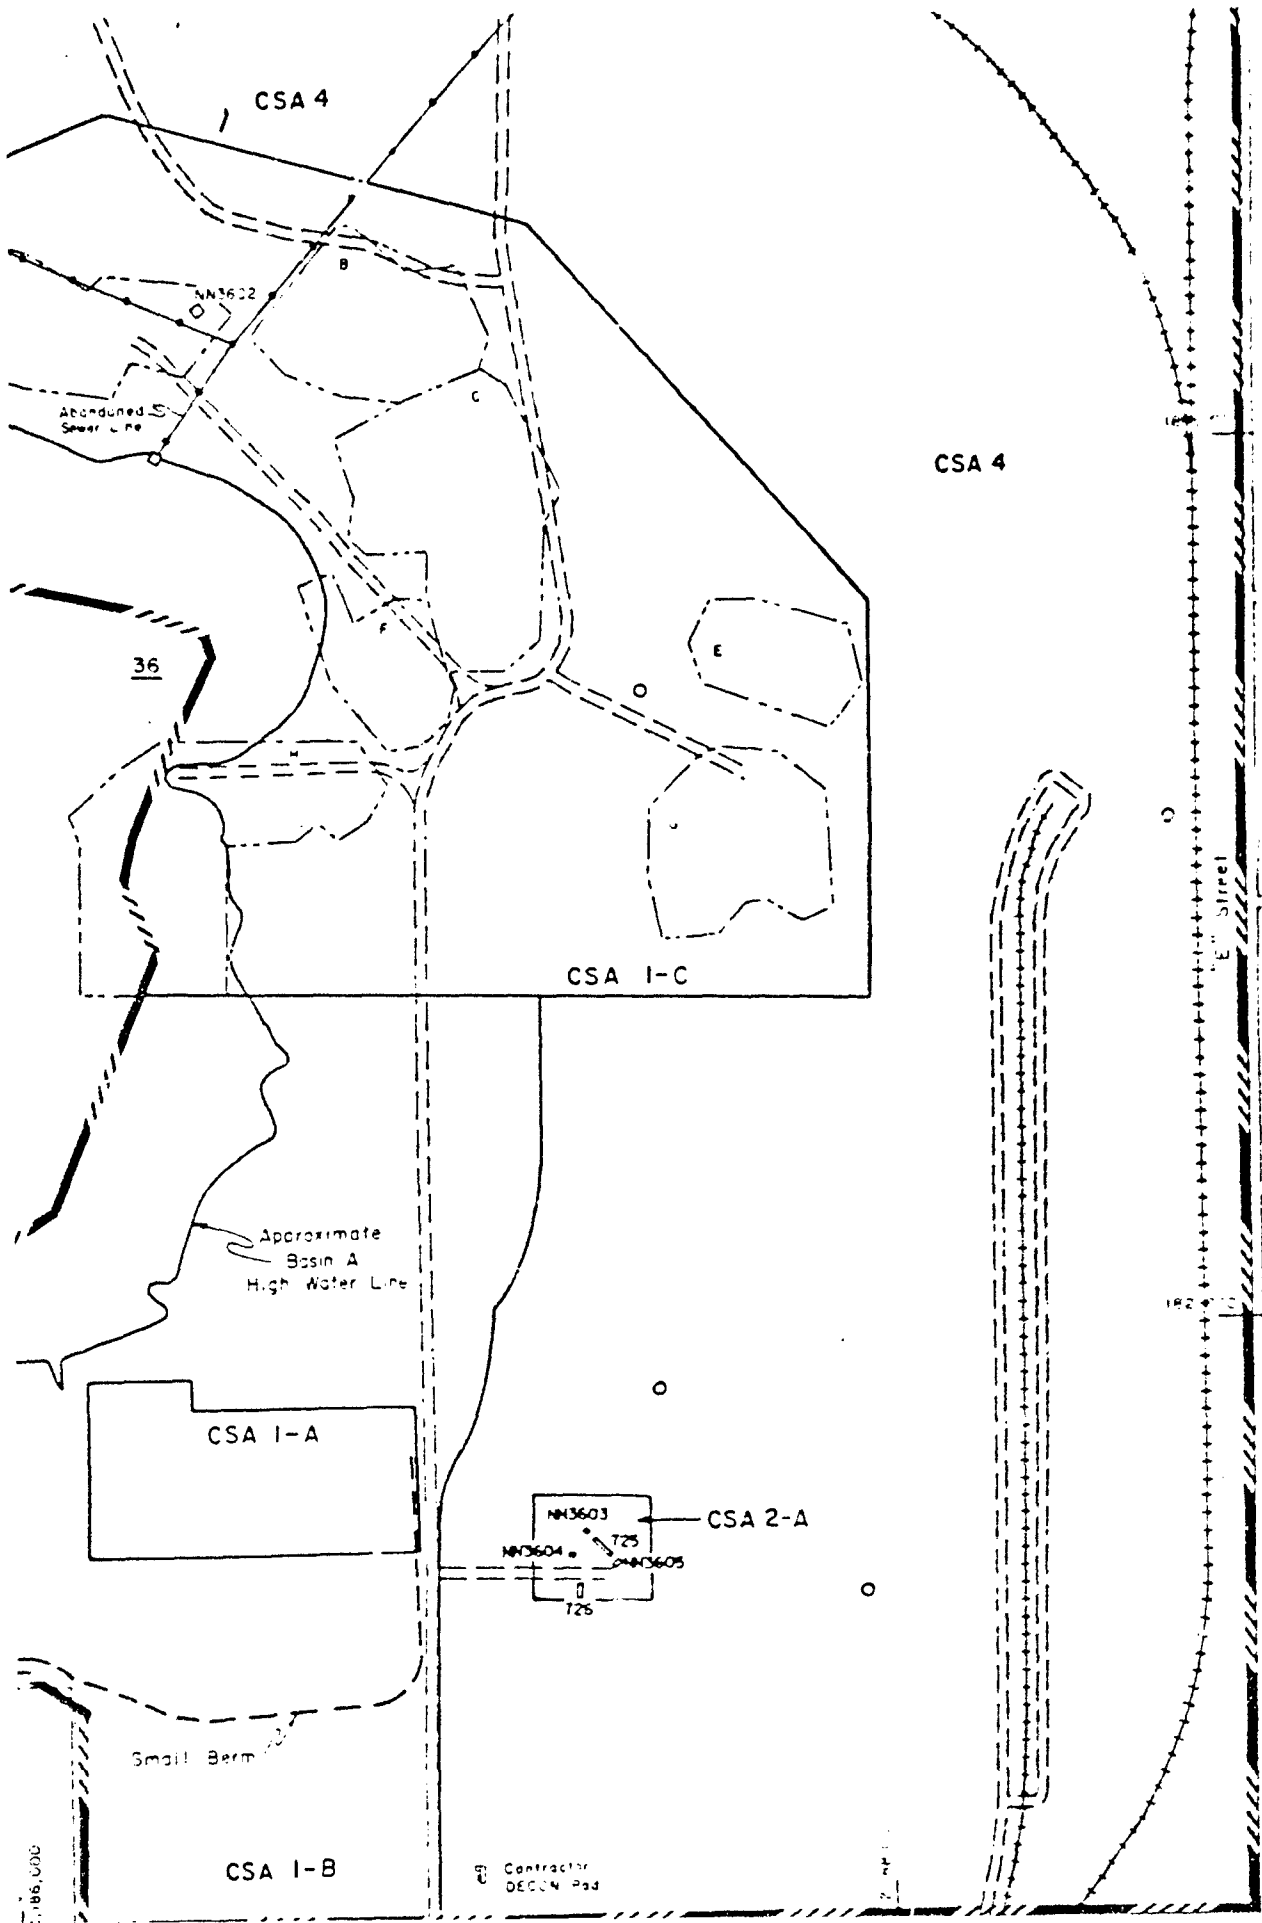 CSA 4
B
NN3602
C
Abandoned
Sewer Line
CSA 4
F
E
36
H
"E" Street
CSA 1-C
Approximate
Basin A
High Water Line
CSA 1-A
NN3603
CSA 2-A
725
NN3604
NN3605
726
Small Berm
CSA 1-B
Contractor
DECON Pad